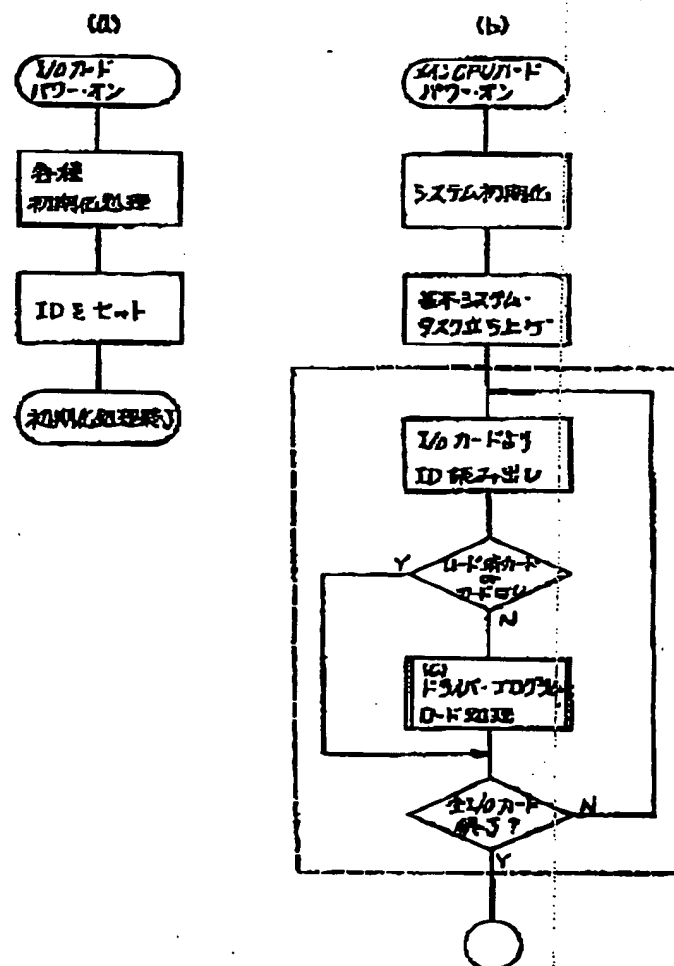 (a)
I/Oカード
パワー・オン
各種
初期化処理
IDをセット
初期化処理終了
(b)
メインCPUカード
パワー・オン
システム初期化
基本システム・
タスク立ち上げ
I/Oカードより
ID読み出し
ロード済カード
or
カードなし
Y
N
(c)
ドライバ・プログラム
ロード処理
全I/Oカード
終了?
N
Y